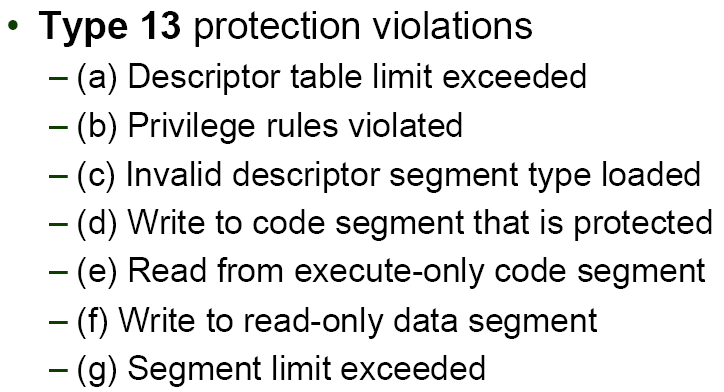 • Type 13 protection violations
– (a) Descriptor table limit exceeded
– (b) Privilege rules violated
– (c) Invalid descriptor segment type loaded
– (d) Write to code segment that is protected
– (e) Read from execute-only code segment
– (f) Write to read-only data segment
– (g) Segment limit exceeded